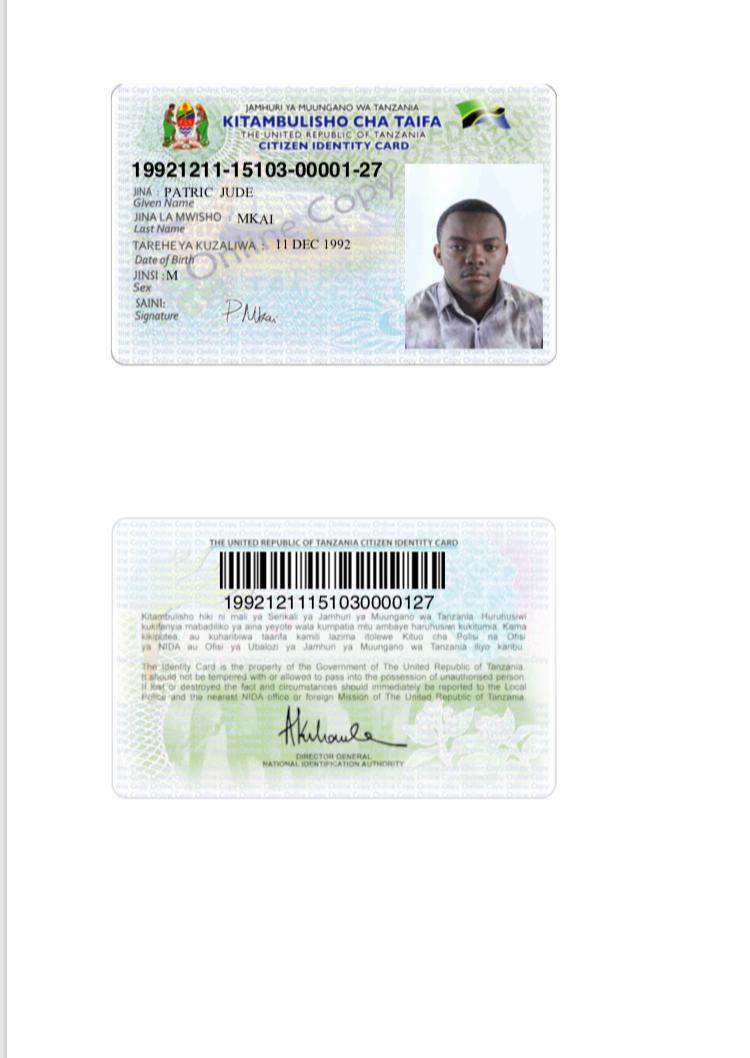 JAMHURI YA MUUNGANO WA TANZANIA
KITAMBULISHO CHA TAIFA
THE UNITED REPUBLIC OF TANZANIA
CITIZEN IDENTITY CARD
19921211-15103-00001-27
JINA : PATRIC JUDE
Given Name
JINA LA MWISHO : MKAI
Last Name
TAREHE YA KUZALIWA : 11 DEC 1992
Date of Birth
JINSI : M
Sex
SAINI:
Signature
P.Mkai
Online Copy
THE UNITED REPUBLIC OF TANZANIA CITIZEN IDENTITY CARD
19921211151030000127
Kitambulisho hiki ni mali ya Serikali ya Jamhuri ya Muungano wa Tanzania. Huruhusiwi
kukifanyia mabadiliko ya aina yeyote wala kumpatia mtu ambaye haruhusiwi kukitumia. Kama
kikipotea, au kuharibiwa taarifa kamili lazima itolewe Kituo cha Polisi na Ofisi
ya NIDA au Ofisi ya Ubalozi ya Jamhuri ya Muungano wa Tanzania iliyo karibu.
The Identity Card is the property of the Government of The United Republic of Tanzania.
It should not be tempered with or allowed to pass into the possession of unauthorised person.
If lost or destroyed the fact and circumstances should immediately be reported to the Local
Police and the nearest NIDA office or foreign Mission of The United Republic of Tanzania.
DIRECTOR GENERAL
NATIONAL IDENTIFICATION AUTHORITY